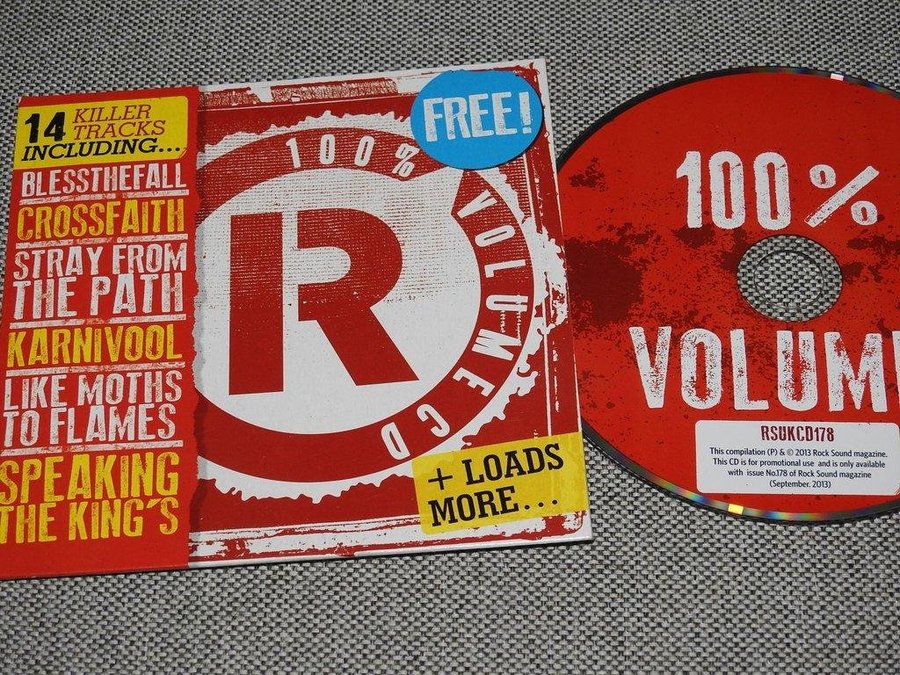 14 KILLER
TRACKS
INCLUDING...
BLESSTHEFALL
CROSSFAITH
STRAY FROM
THE PATH
KARNIVOOL
LIKE MOTHS
TO FLAMES
SPEAKING
THE KING'S
FREE!
100% VOLUME CD
R
+ LOADS
MORE...
100%
VOLUM
RSUKCD178
This compilation (P) & © 2013 Rock Sound magazine.
This CD is for promotional use and is only available
with issue No.178 of Rock Sound magazine
(September. 2013)